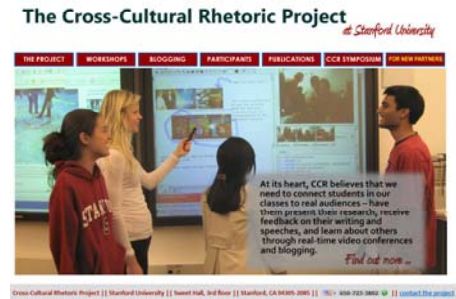 The Cross-Cultural Rhetoric Project
at Stanford University
THE PROJECT WORKSHOPS BLOGGING PARTICIPANTS PUBLICATIONS CCR SYMPOSIUM FOR NEW PARTNERS
STAN
At its heart, CCR believes that we
need to connect students in our
classes to real audiences – have
them present their research, receive
feedback on their writing and
speeches, and learn about others
through real-time video conferences
and blogging.
Find out more ...
Cross-Cultural Rhetoric Project || Stanford University || Sweet Hall, 3rd floor || Stanford, CA 94305-2085 || 650-723-3802 || contact the project